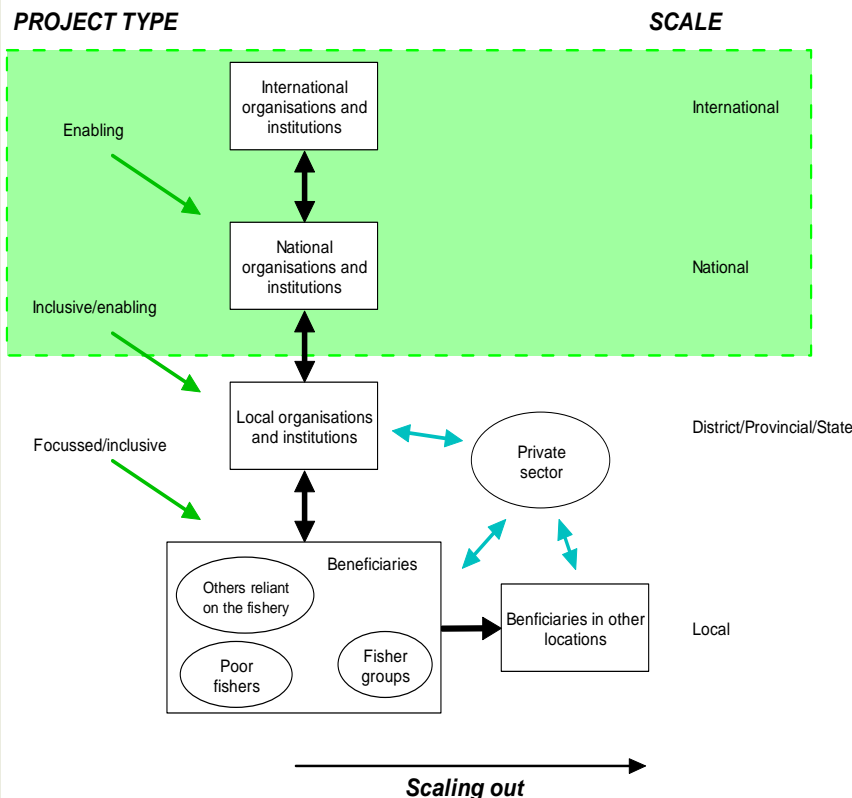 PROJECT TYPE
SCALE
International
organisations and
institutions
International
Enabling
National
organisations and
institutions
National
Inclusive/enabling
Local organisations
and institutions
District/Provincial/State
Focussed/inclusive
Private
sector
Beneficiaries
Others reliant
on the fishery
Benficiaries in other
locations
Local
Fisher
groups
Poor
fishers
Scaling out